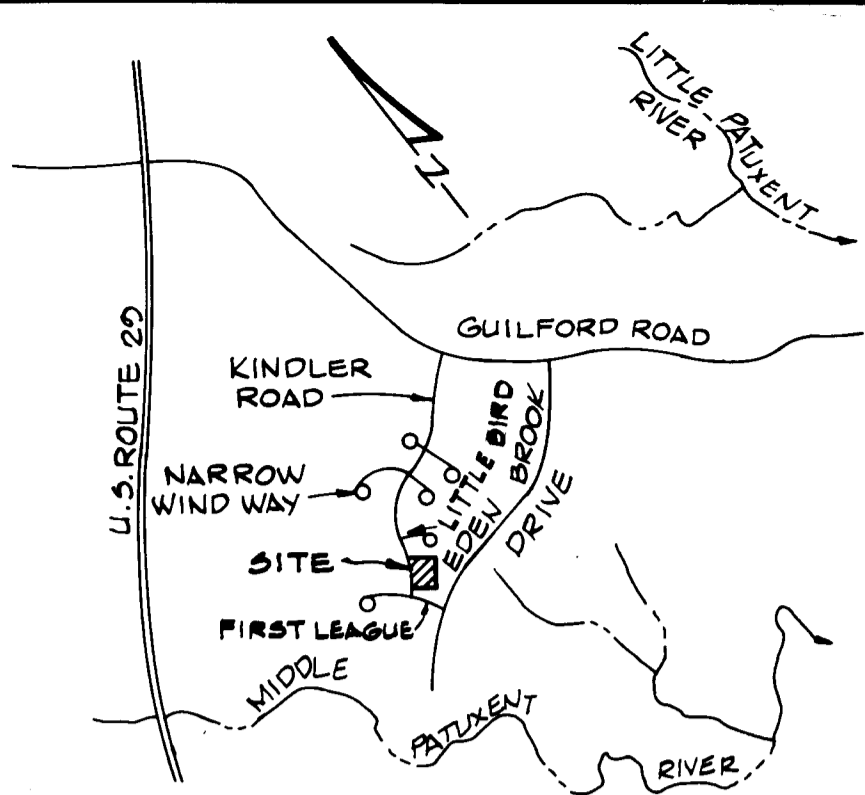 LITTLE PATUXENT
RIVER
N
GUILFORD ROAD
U.S. ROUTE 29
KINDLER
ROAD
LITTLE BIRD
EDEN BROOK
DRIVE
NARROW
WIND WAY
SITE
FIRST LEAGUE
MIDDLE
PATUXENT
RIVER